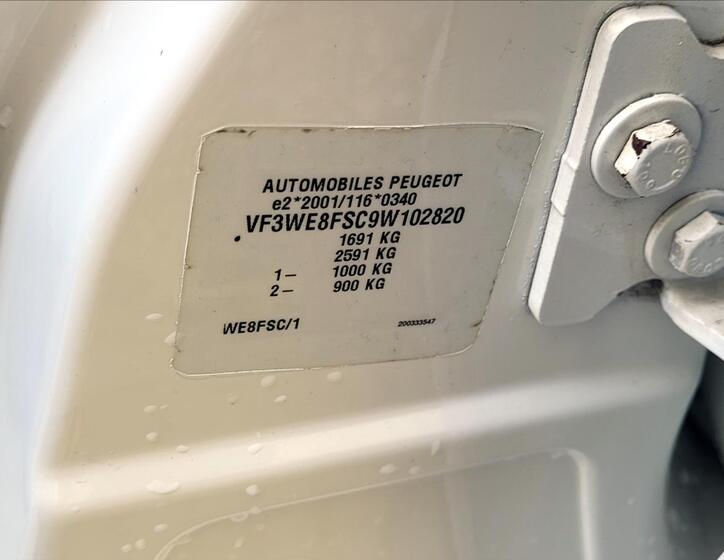 AUTOMOBILES PEUGEOT
e2*2001/116*0340
VF3WE8FSC9W102820
1691 KG
2591 KG
1- 1000 KG
2- 900 KG
WE8FSC/1 200333547